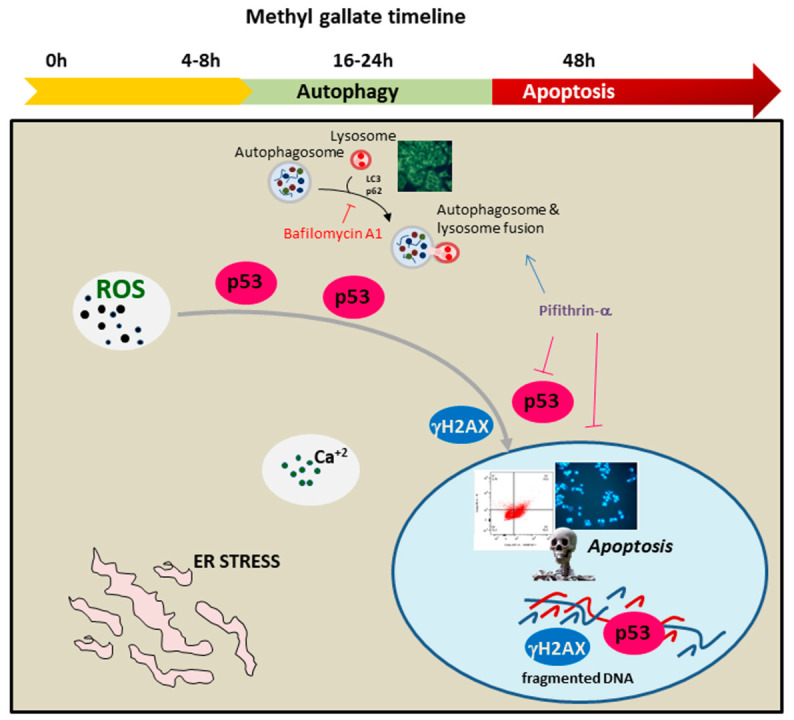 Methyl gallate timeline
0h
4-8h
16-24h
48h
Autophagy
Apoptosis
Lysosome
Autophagosome
LC3
p62
Bafilomycin A1
Autophagosome &
lysosome fusion
ROS
p53
p53
Pifithrin-α
p53
γH2AX
Ca+2
ER STRESS
Apoptosis
γH2AX
p53
fragmented DNA